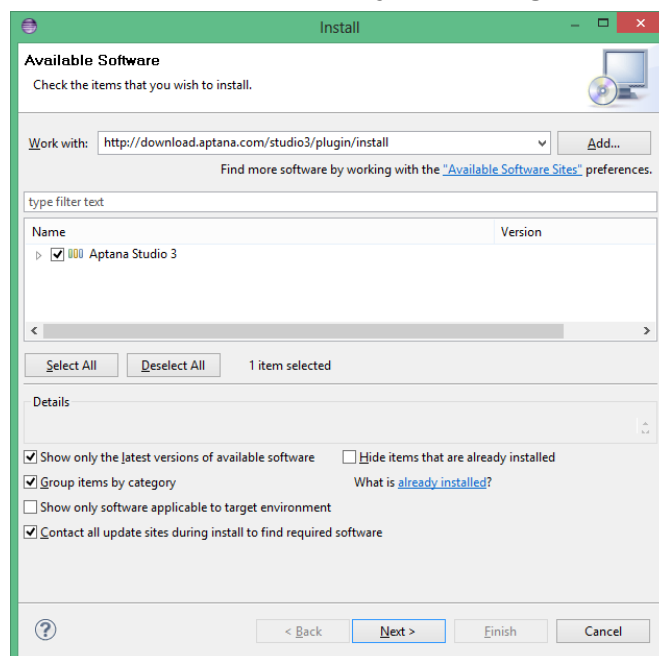 Install
Available Software
Check the items that you wish to install.
Work with: http://download.aptana.com/studio3/plugin/install Add...
Find more software by working with the "Available Software Sites" preferences.
type filter text
Name Version
Aptana Studio 3
Select All Deselect All 1 item selected
Details
Show only the latest versions of available software Hide items that are already installed
Group items by category What is already installed?
Show only software applicable to target environment
Contact all update sites during install to find required software
? < Back Next > Finish Cancel